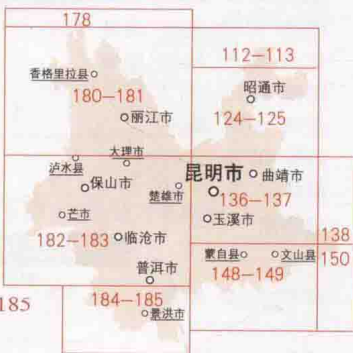 178
112—113
香格里拉县
昭通市
180—181
124—125
丽江市
大理市
泸水县
昆明市
曲靖市
保山市
楚雄市
136—137
芒市
玉溪市
182—183
临沧市
138
蒙自县
文山县
150
148—149
普洱市
184—185
185
景洪市